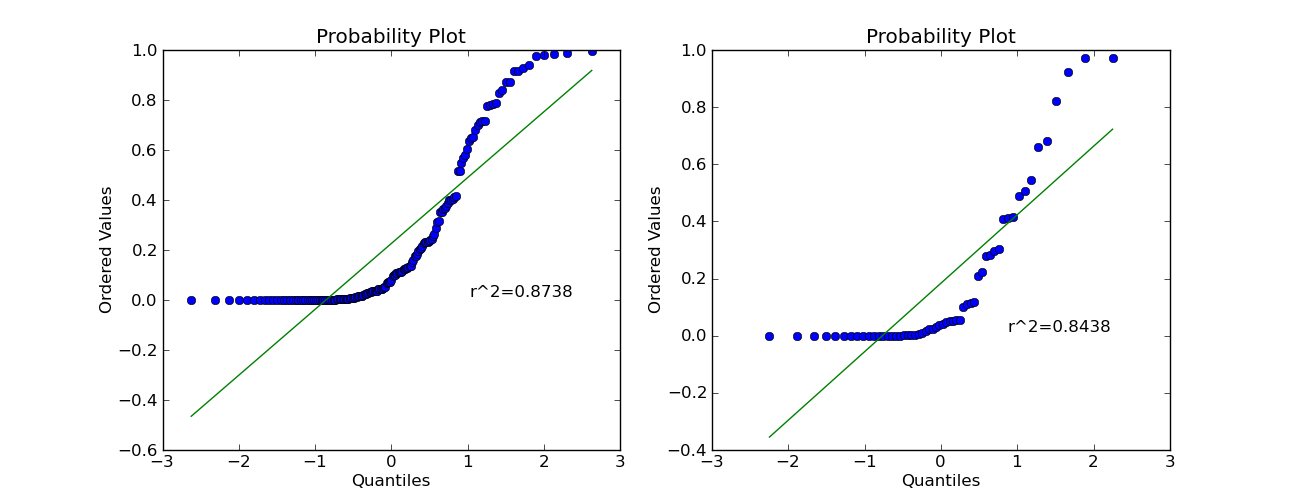 Probability Plot
1.0
0.8
0.6
0.4
0.2
0.0
−0.2
−0.4
−0.6
Ordered Values
r^2=0.8738
−3 −2 −1 0 1 2 3
Quantiles
Probability Plot
1.0
0.8
0.6
0.4
0.2
0.0
−0.2
−0.4
Ordered Values
r^2=0.8438
−3 −2 −1 0 1 2 3
Quantiles